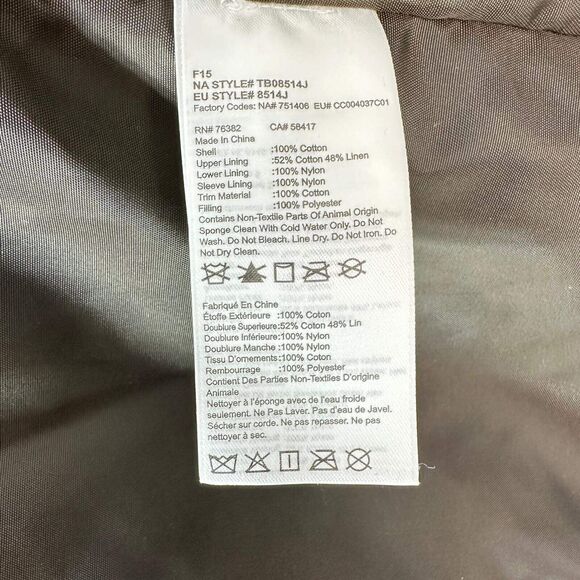 F15
NA STYLE# TB08514J
EU STYLE# 8514J
Factory Codes: NA# 751406 EU# CC004037C01
RN# 76382 CA# 58417
Made in China
Shell :100% Cotton
Upper Lining :52% Cotton 48% Linen
Lower Lining :100% Nylon
Sleeve Lining :100% Nylon
Trim Material :100% Cotton
Filling :100% Polyester
Contains Non-Textile Parts Of Animal Origin
Sponge Clean With Cold Water Only. Do Not
Wash. Do Not Bleach. Line Dry. Do Not Iron. Do
Not Dry Clean.
Fabriqué En Chine
Étoffe Extérieure :100% Coton
Doublure Superieure:52% Coton 48% Lin
Doublure Inférieure:100% Nylon
Doublure Manche :100% Nylon
Tissu D'ornements:100% Coton
Rembourrage :100% Polyester
Contient Des Parties Non-Textiles D'origine
Animale
Nettoyer à l'éponge avec de l'eau froide
seulement. Ne Pas Laver. Pas d'eau de Javel.
Sécher sur corde. Ne pas repasser. Ne pas
nettoyer à sec.